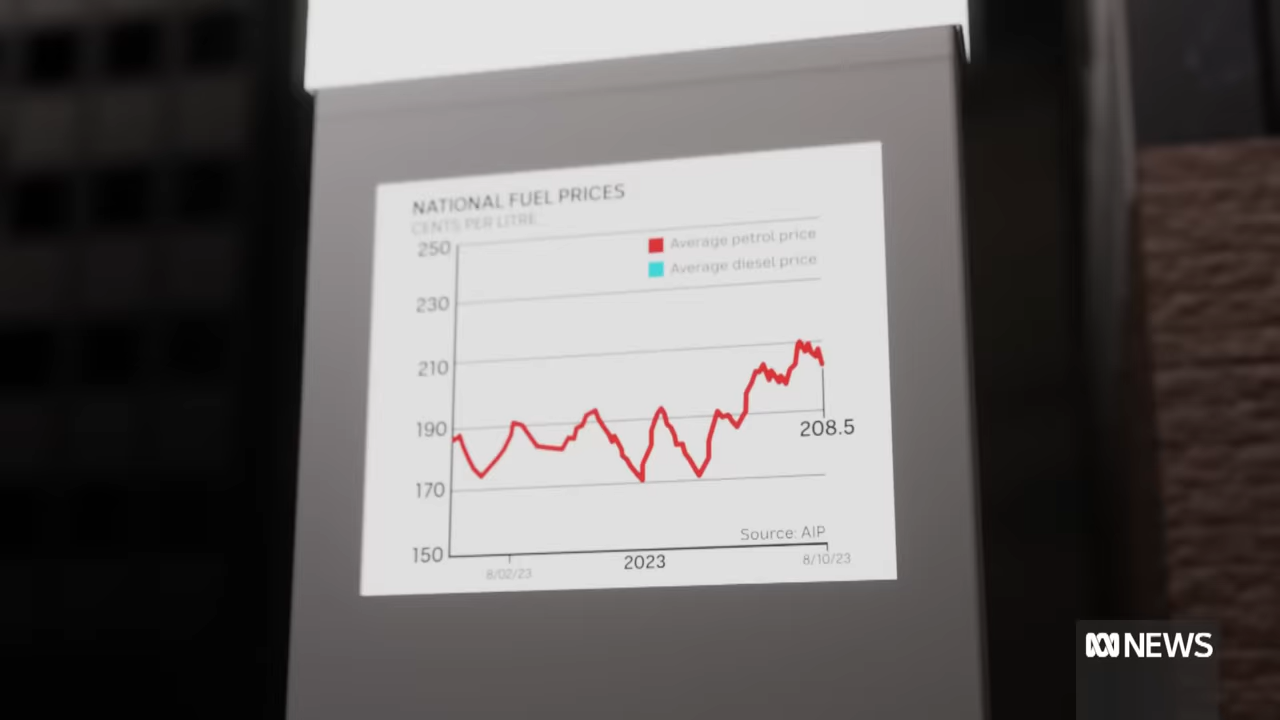 NATIONAL FUEL PRICES
CENTS PER LITRE
250
Average petrol price
Average diesel price
230
210
190
208.5
170
Source: AIP
150
8/02/23
2023
8/10/23
NEWS